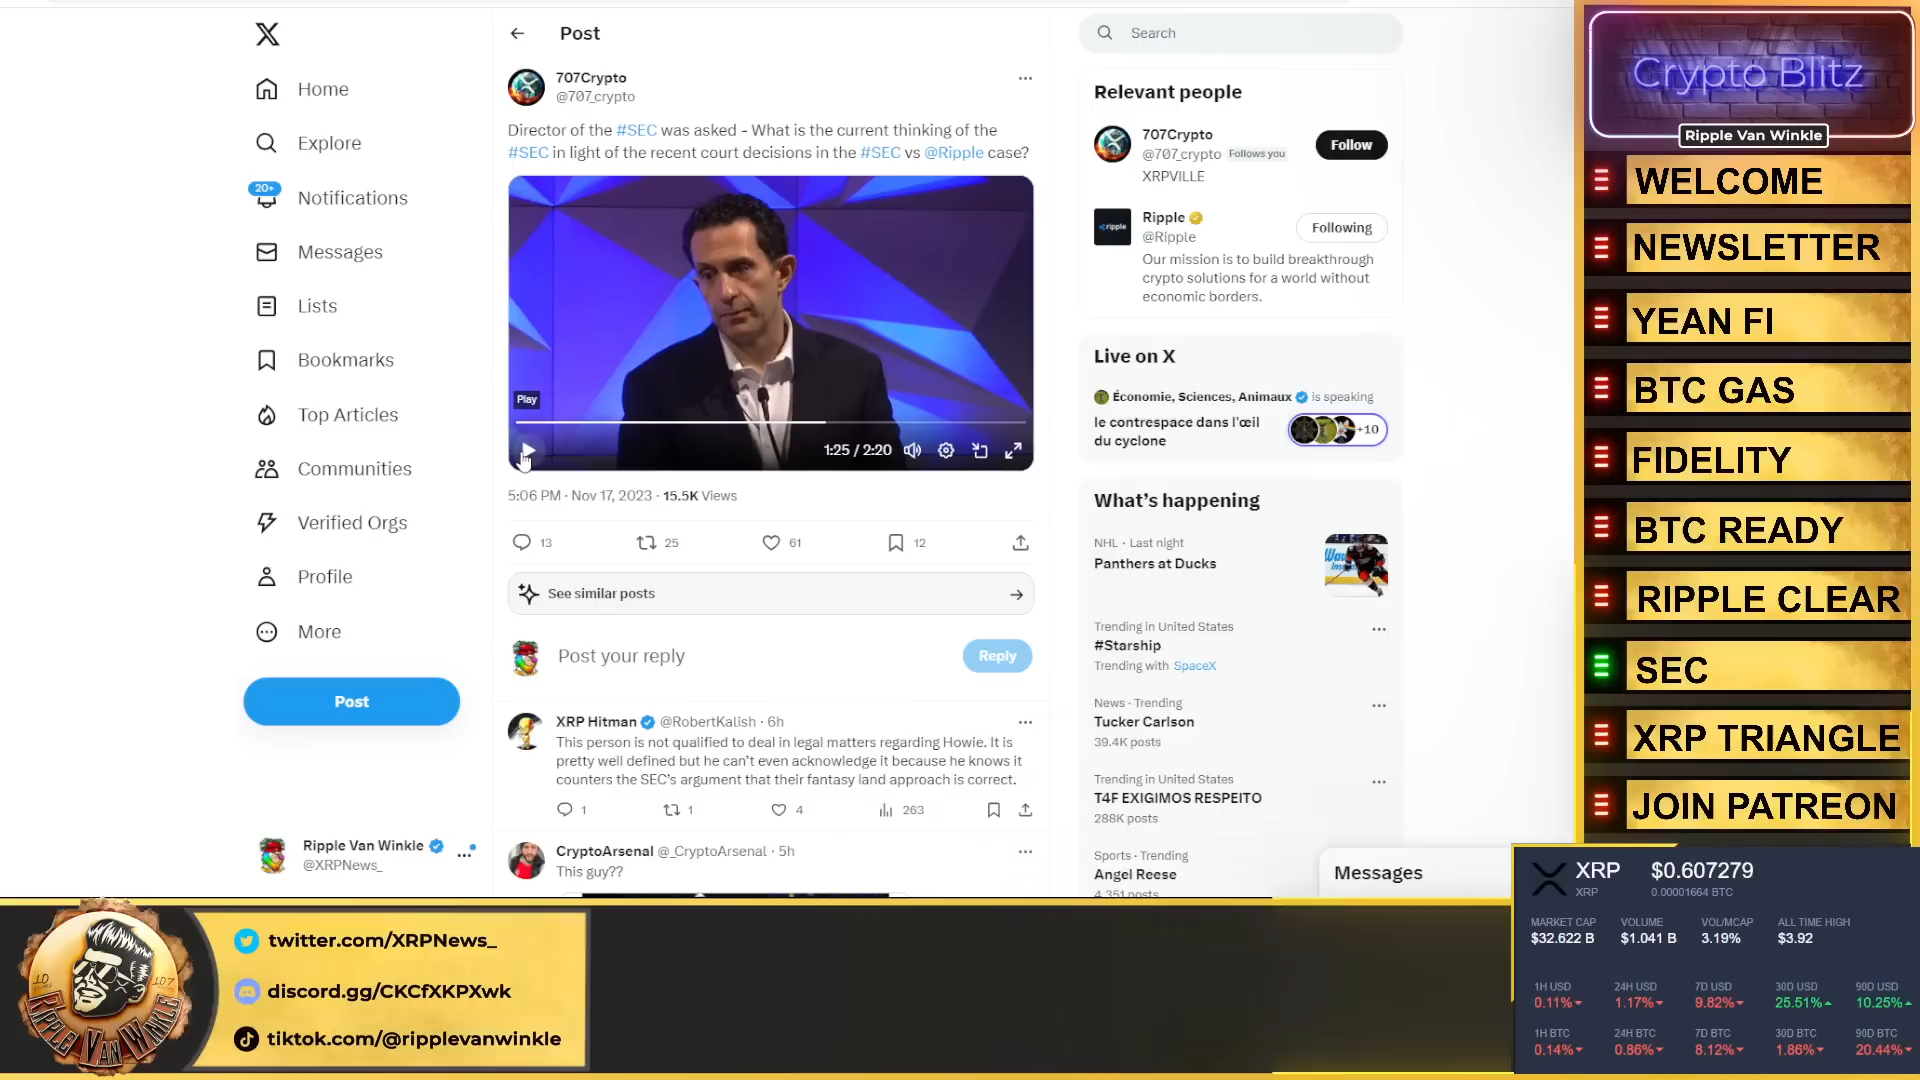 Home
Explore
20+
Notifications
Messages
Lists
Bookmarks
Top Articles
Communities
Verified Orgs
Profile
More
Post
Ripple Van Winkle
@XRPNews_
Post
707Crypto
@707_crypto
Director of the #SEC was asked - What is the current thinking of the
#SEC in light of the recent court decisions in the #SEC vs @Ripple case?
Play
1:25 / 2:20
5:06 PM · Nov 17, 2023 · 15.5K Views
13 25 61 12
See similar posts
Post your reply
Reply
XRP Hitman @RobertKalish · 6h
This person is not qualified to deal in legal matters regarding Howie. It is
pretty well defined but he can't even acknowledge it because he knows it
counters the SEC's argument that their fantasy land approach is correct.
1 1 4 263
CryptoArsenal @_CryptoArsenal · 5h
This guy??
Search
Relevant people
707Crypto
@707_crypto Follows you
Follow
XRPVILLE
Ripple
@Ripple
Following
ripple
Our mission is to build breakthrough
crypto solutions for a world without
economic borders.
Live on X
Économie, Sciences, Animaux is speaking
le contrespace dans l'œil
du cyclone
+10
What's happening
NHL · Last night
Panthers at Ducks
Trending in United States
#Starship
Trending with SpaceX
News · Trending
Tucker Carlson
39.4K posts
Trending in United States
T4F EXIGIMOS RESPEITO
288K posts
Sports · Trending
Angel Reese
4,351 posts
Messages
Crypto Blitz
Ripple Van Winkle
WELCOME
NEWSLETTER
YEAN FI
BTC GAS
FIDELITY
BTC READY
RIPPLE CLEAR
SEC
XRP TRIANGLE
JOIN PATREON
XRP $0.607279
XRP 0.00001664 BTC
MARKET CAP VOLUME VOL/MCAP ALL TIME HIGH
$32.622 B $1.041 B 3.19% $3.92
1H USD 24H USD 7D USD 30D USD 90D USD
0.11% 1.17% 9.82% 25.51% 10.25%
1H BTC 24H BTC 7D BTC 30D BTC 90D BTC
0.14% 0.86% 8.12% 1.86% 20.44%
10 107
RIPPLE VAN WINKLE
twitter.com/XRPNews_
discord.gg/CKCfXKPXwk
tiktok.com/@ripplevanwinkle